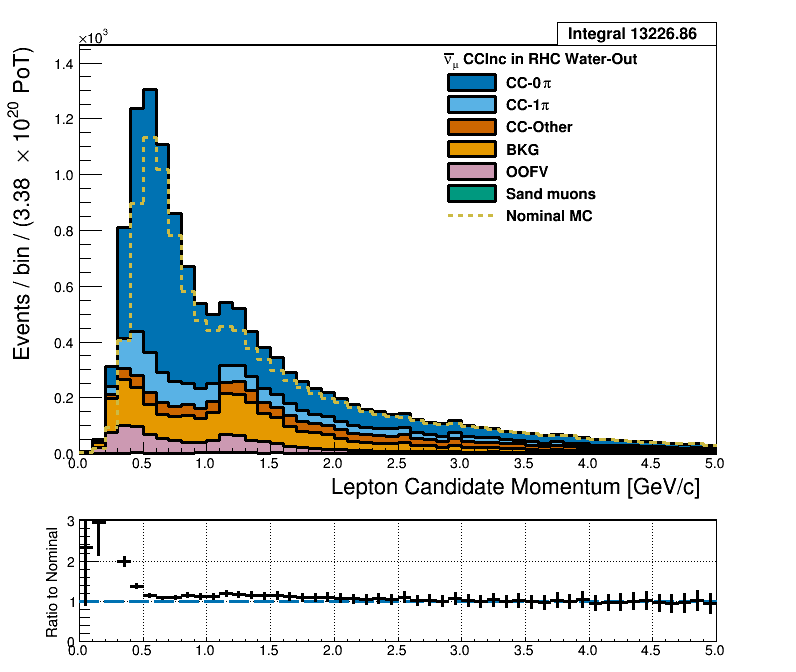 Integral 13226.86
×10³
ν̅μ CCInc in RHC Water-Out
CC-0π
CC-1π
CC-Other
BKG
OOFV
Sand muons
Nominal MC
Events / bin / (3.38 × 10²⁰ PoT)
1.4
1.2
1.0
0.8
0.6
0.4
0.2
0.0
0.0 0.5 1.0 1.5 2.0 2.5 3.0 3.5 4.0 4.5 5.0
Lepton Candidate Momentum [GeV/c]
Ratio to Nominal
3
2
1
0
0.0 0.5 1.0 1.5 2.0 2.5 3.0 3.5 4.0 4.5 5.0